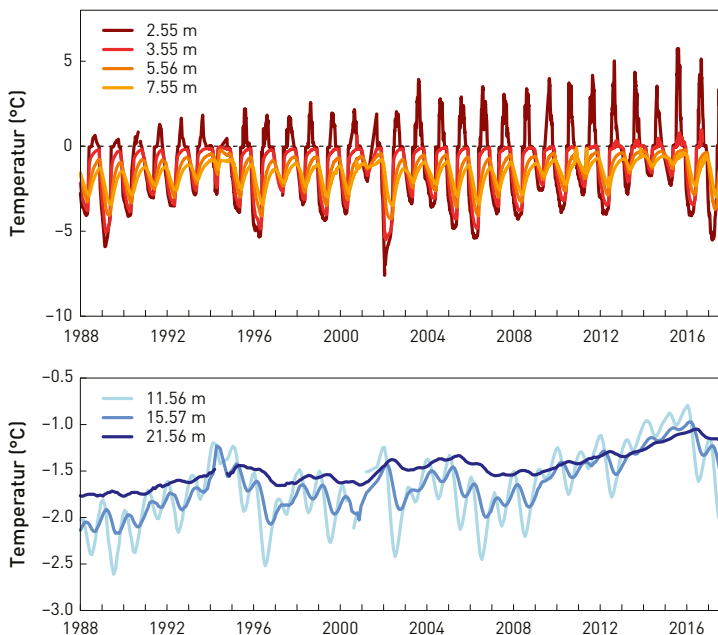 2.55 m
3.55 m
5.56 m
7.55 m
Temperatur (°C)
5
0
−5
−10
1988 1992 1996 2000 2004 2008 2012 2016
11.56 m
15.57 m
21.56 m
Temperatur (°C)
−0.5
−1.0
−1.5
−2.0
−2.5
−3.0
1988 1992 1996 2000 2004 2008 2012 2016